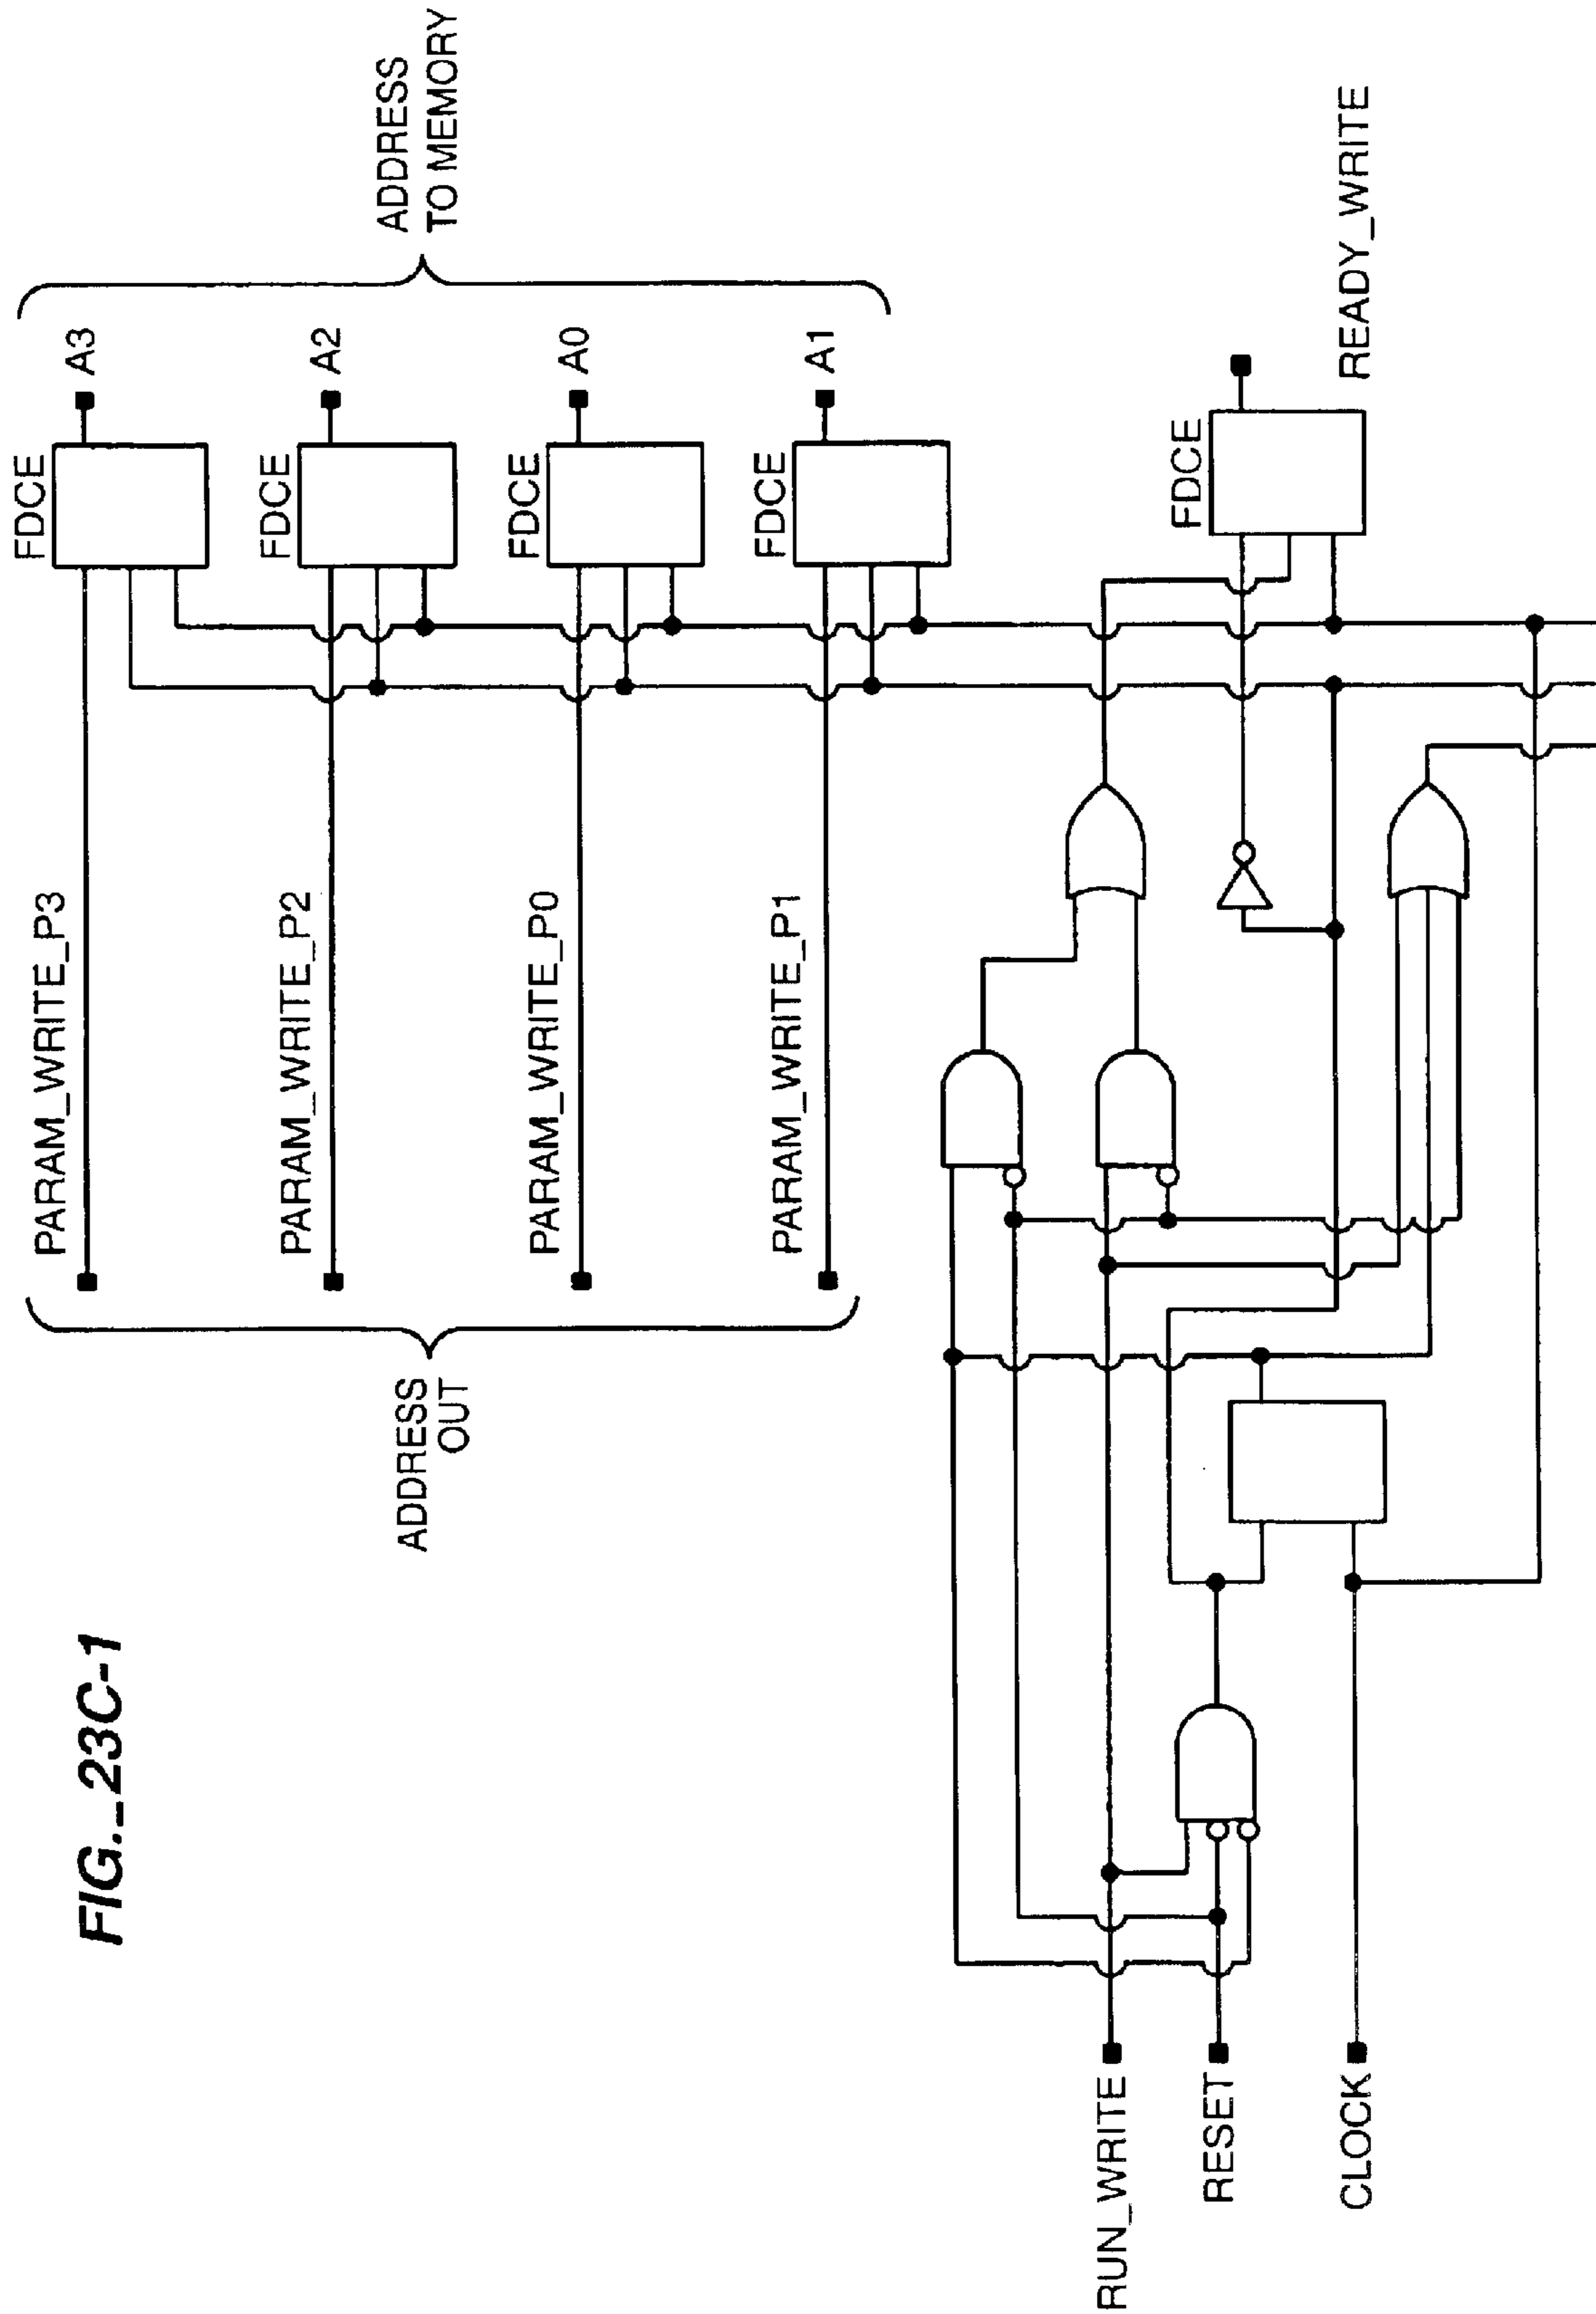 FIG._23C-1
ADDRESS
OUT
PARAM_WRITE_P3
FDCE
A3
PARAM_WRITE_P2
FDCE
A2
PARAM_WRITE_P0
FDCE
A0
PARAM_WRITE_P1
FDCE
A1
ADDRESS
TO MEMORY
RUN_WRITE
RESET
CLOCK
FDCE
READY_WRITE